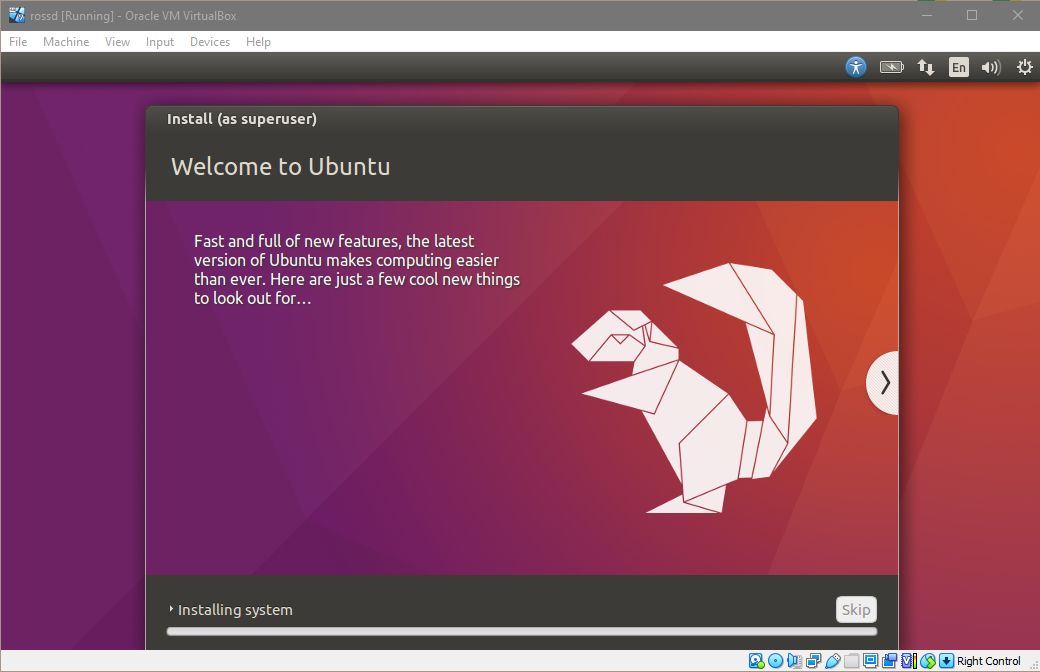 rossd [Running] - Oracle VM VirtualBox
File Machine View Input Devices Help
En
Install (as superuser)
Welcome to Ubuntu
Fast and full of new features, the latest
version of Ubuntu makes computing easier
than ever. Here are just a few cool new things
to look out for…
Installing system
Skip
Right Control